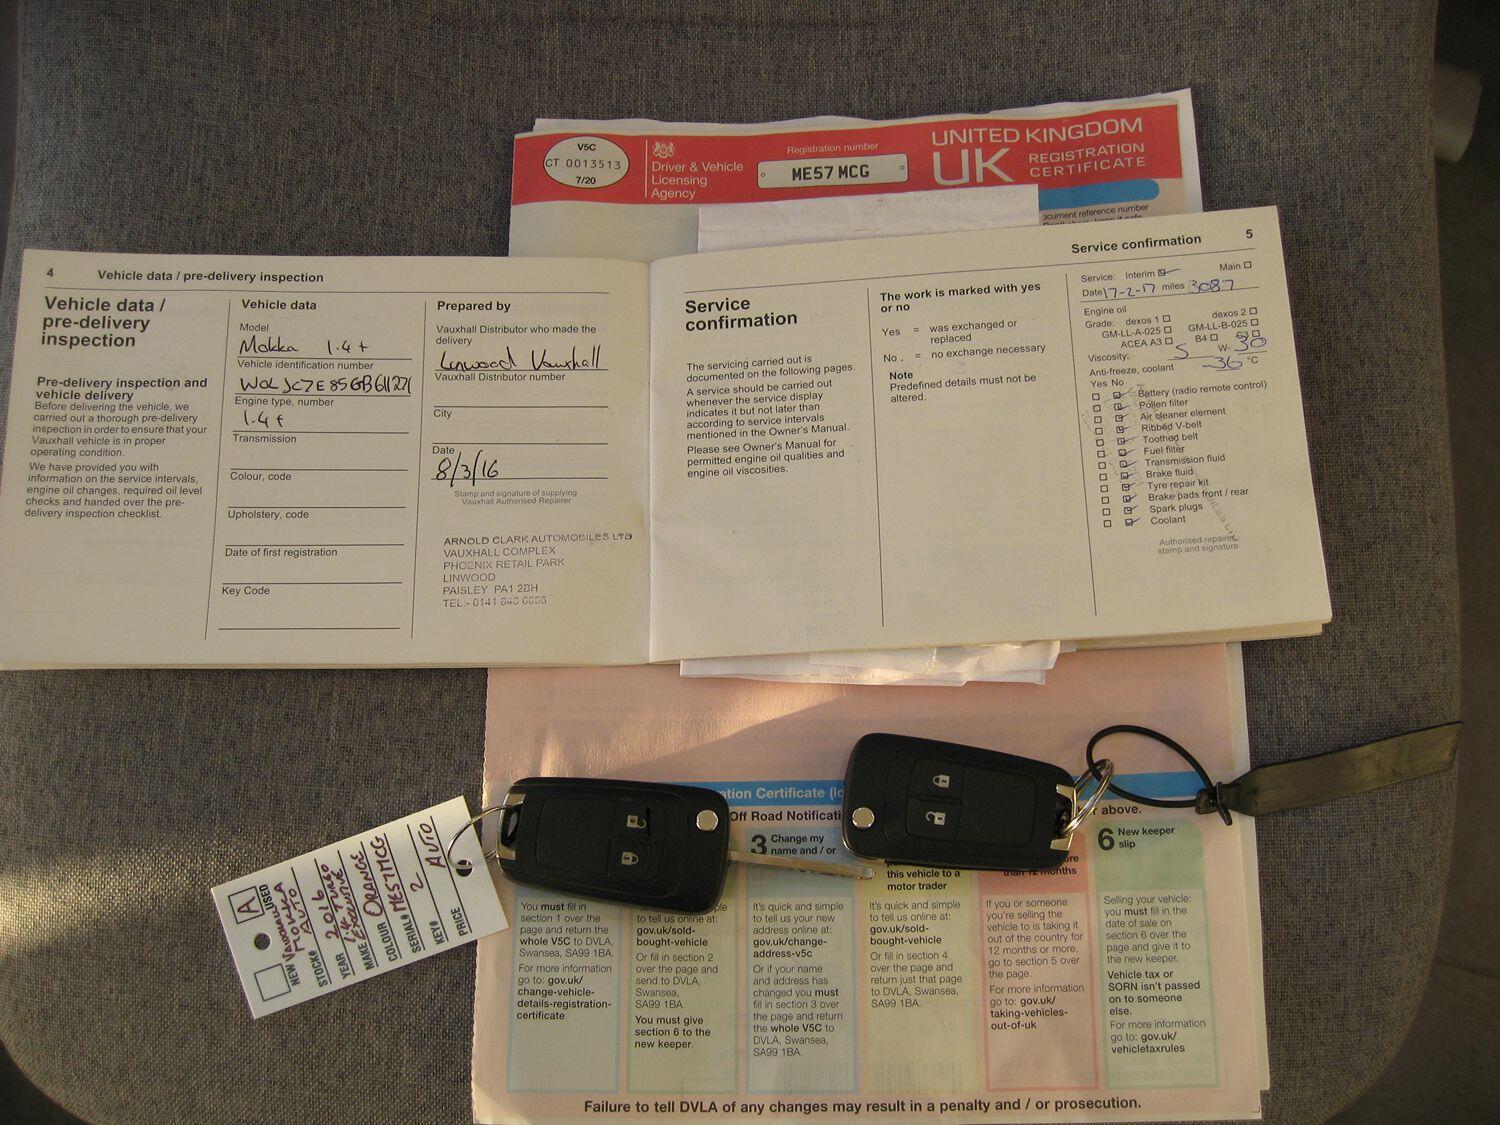 V5C
CT 0013513
7/20
Driver & Vehicle
Licensing
Agency
Registration number
ME57 MCG
UNITED KINGDOM
UK REGISTRATION
CERTIFICATE
ocument reference number
4 Vehicle data / pre-delivery inspection
Vehicle data /
pre-delivery
inspection
Pre-delivery inspection and
vehicle delivery
Before delivering the vehicle, we
carried out a thorough pre-delivery
inspection in order to ensure that your
Vauxhall vehicle is in proper
operating condition.
We have provided you with
information on the service intervals,
engine oil changes, required oil level
checks and handed over the pre-
delivery inspection checklist.
Vehicle data
Model
Mokka 1.4t
Vehicle identification number
Engine type, number
1.4t
Transmission
Colour, code
Upholstery, code
Date of first registration
Key Code
Prepared by
Vauxhall Distributor who made the
delivery
Linwood Vauxhall
Vauxhall Distributor number
City
Date
8/3/16
Stamp and signature of supplying
Vauxhall Authorised Repairer
ARNOLD CLARK AUTOMOBILES LTD
VAUXHALL COMPLEX
PHOENIX RETAIL PARK
LINWOOD
PAISLEY PA1 2BH
TEL:- 0141
Service confirmation 5
Service
confirmation
The servicing carried out is
documented on the following pages.
A service should be carried out
whenever the service display
indicates it but not later than
according to service intervals
mentioned in the Owner's Manual.
Please see Owner's Manual for
permitted engine oil qualities and
engine oil viscosities.
The work is marked with yes
or no
Yes = was exchanged or
replaced
No. = no exchange necessary
Note
Predefined details must not be
altered.
Service: Interim Main
Date 17-2-17 miles 3087
Engine oil
Grade: dexos 1 dexos 2
GM-LL-A-025 GM-LL-B-025
ACEA A3 B4
Viscosity: 5 W- 30
Anti-freeze, coolant -36 °C
Yes No
Battery (radio remote control)
Pollen filter
Air cleaner element
Ribbed V-belt
Toothed belt
Fuel filter
Transmission fluid
Brake fluid
Tyre repair kit
Brake pads front / rear
Spark plugs
Coolant
Authorised repairer
stamp and signature
A
NEW USED
VAUXHALL
MOKKA
AUTO
STOCK#
2016
YEAR 1.4 TURBO
EXECUTIVE
MAKE
COLOUR ORANGE
SERIAL# ME57MCG
KEY# 2
PRICE AUTO
ation Certificate
Off Road Notificati
r above.
3 Change my
name and / or
this vehicle to a
motor trader
ore
than 12 months
6 New keeper
slip
You must fill in
section 1 over the
page and return the
whole V5C to DVLA,
Swansea, SA99 1BA.
For more information
go to: gov.uk/
change-vehicle-
details-registration-
certificate
to tell us online at:
gov.uk/sold-
bought-vehicle
Or fill in section 2
over the page and
send to DVLA,
Swansea,
SA99 1BA.
You must give
section 6 to the
new keeper.
It's quick and simple
to tell us your new
address online at:
gov.uk/change-
address-v5c
Or if your name
and address has
changed you must
fill in section 3 over
the page and return
the whole V5C to
DVLA, Swansea,
SA99 1BA.
It's quick and simple
to tell us online at:
gov.uk/sold-
bought-vehicle
Or fill in section 4
over the page and
return just that page
to DVLA, Swansea,
SA99 1BA.
If you or someone
you're selling the
vehicle to is taking it
out of the country for
12 months or more,
go to section 5 over
the page.
For more information
go to: gov.uk/
taking-vehicles-
out-of-uk
Selling your vehicle:
you must fill in the
date of sale on
section 6 over the
page and give it to
the new keeper.
Vehicle tax or
SORN isn't passed
on to someone
else.
For more information
go to: gov.uk/
vehicletaxrules
Failure to tell DVLA of any changes may result in a penalty and / or prosecution.